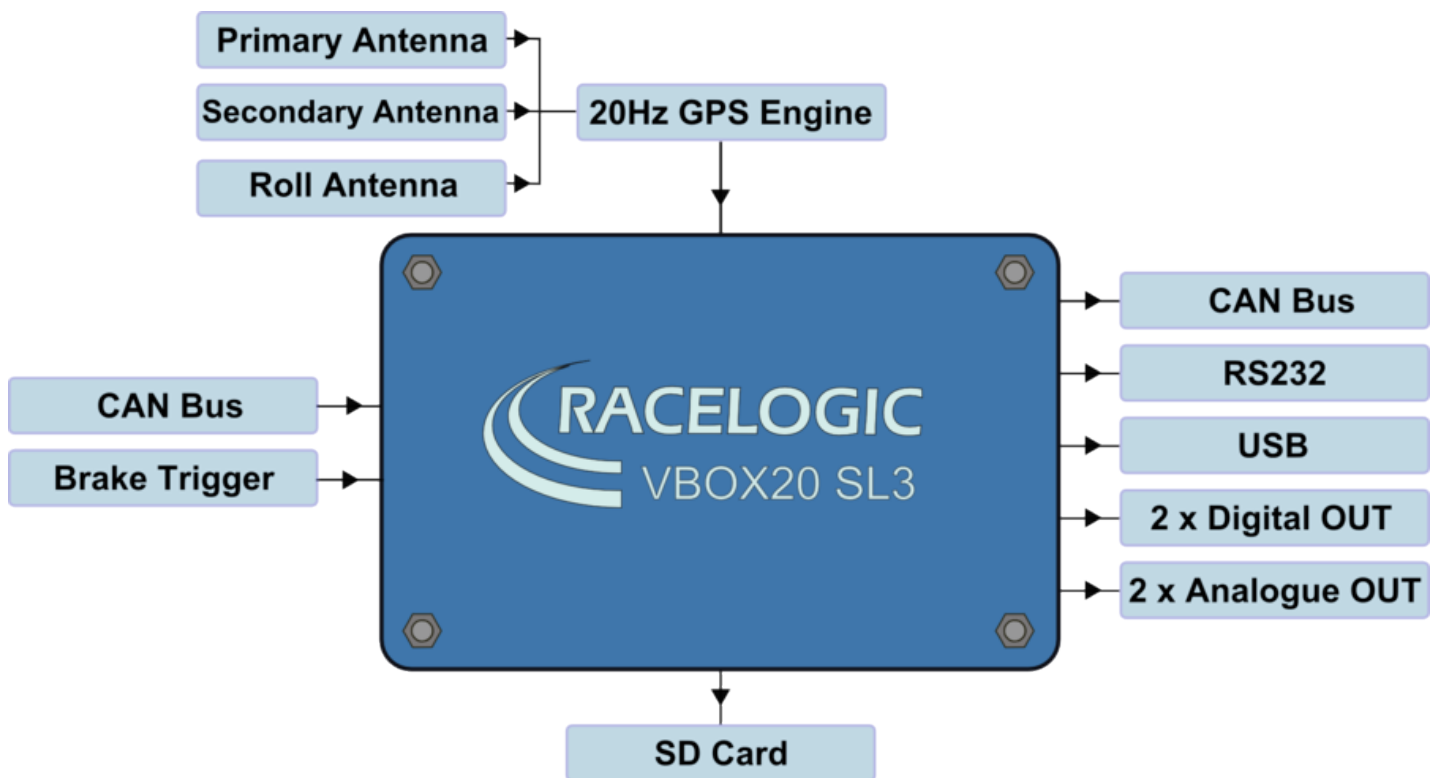 Primary Antenna
Secondary Antenna
Roll Antenna
20Hz GPS Engine
CAN Bus
Brake Trigger
RACELOGIC
VBOX20 SL3
CAN Bus
RS232
USB
2 x Digital OUT
2 x Analogue OUT
SD Card